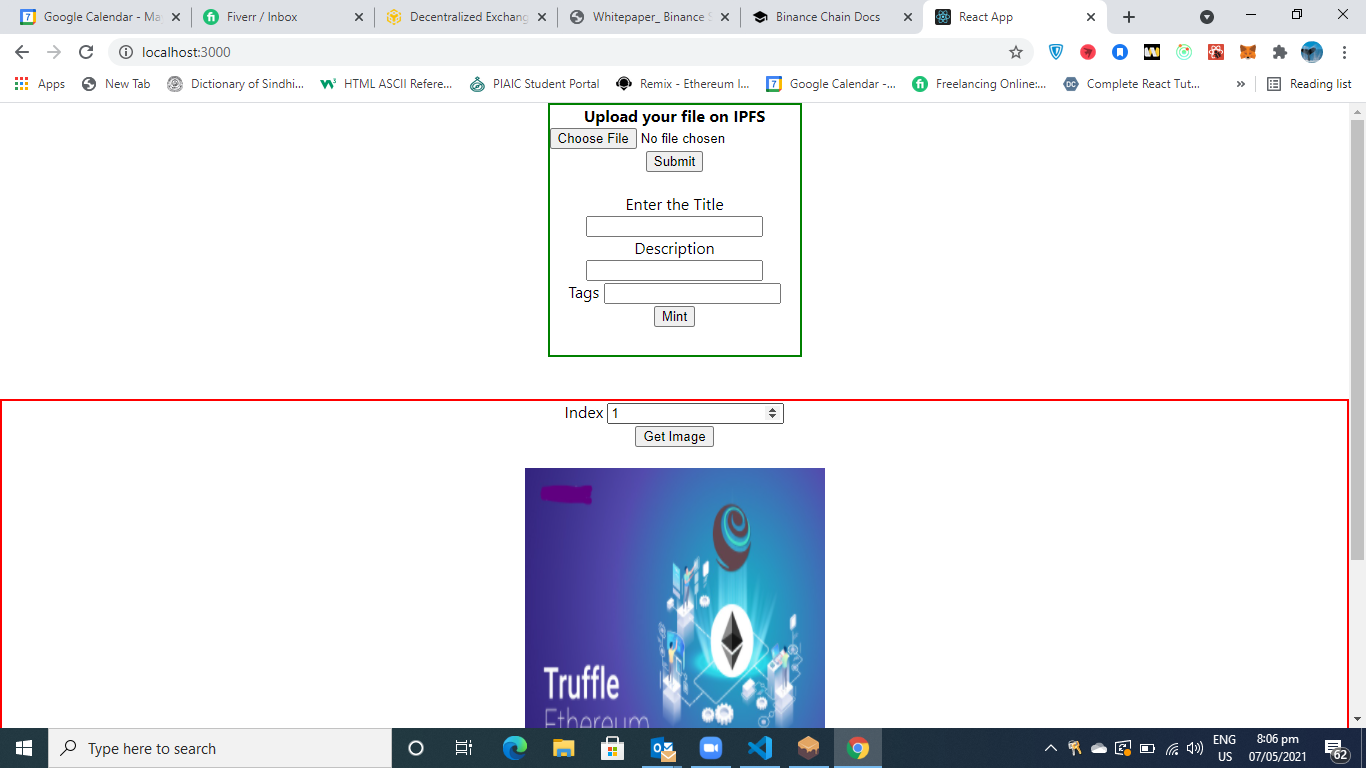 Google Calendar - Ma
Fiverr / Inbox
Decentralized Exchang
Whitepaper_ Binance S
Binance Chain Docs
React App
localhost:3000
Apps
New Tab
Dictionary of Sindhi...
HTML ASCII Refere...
PIAIC Student Portal
Remix - Ethereum I...
Google Calendar -...
Freelancing Online:...
DC
Complete React Tut...
»
Reading list
Upload your file on IPFS
Choose File No file chosen
Submit
Enter the Title
Description
Tags
Mint
Index 1
Get Image
Truffle
Ethereum
Type here to search
ENG
US
8:06 pm
07/05/2021
62